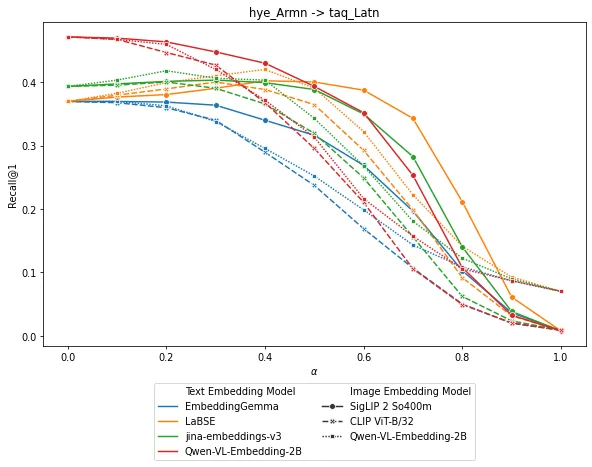 hye_Armn -> taq_Latn
Recall@1
0.4
0.3
0.2
0.1
0.0
0.0 0.2 0.4 0.6 0.8 1.0
α
Text Embedding Model Image Embedding Model
EmbeddingGemma SigLIP 2 So400m
LaBSE CLIP ViT-B/32
jina-embeddings-v3 Qwen-VL-Embedding-2B
Qwen-VL-Embedding-2B